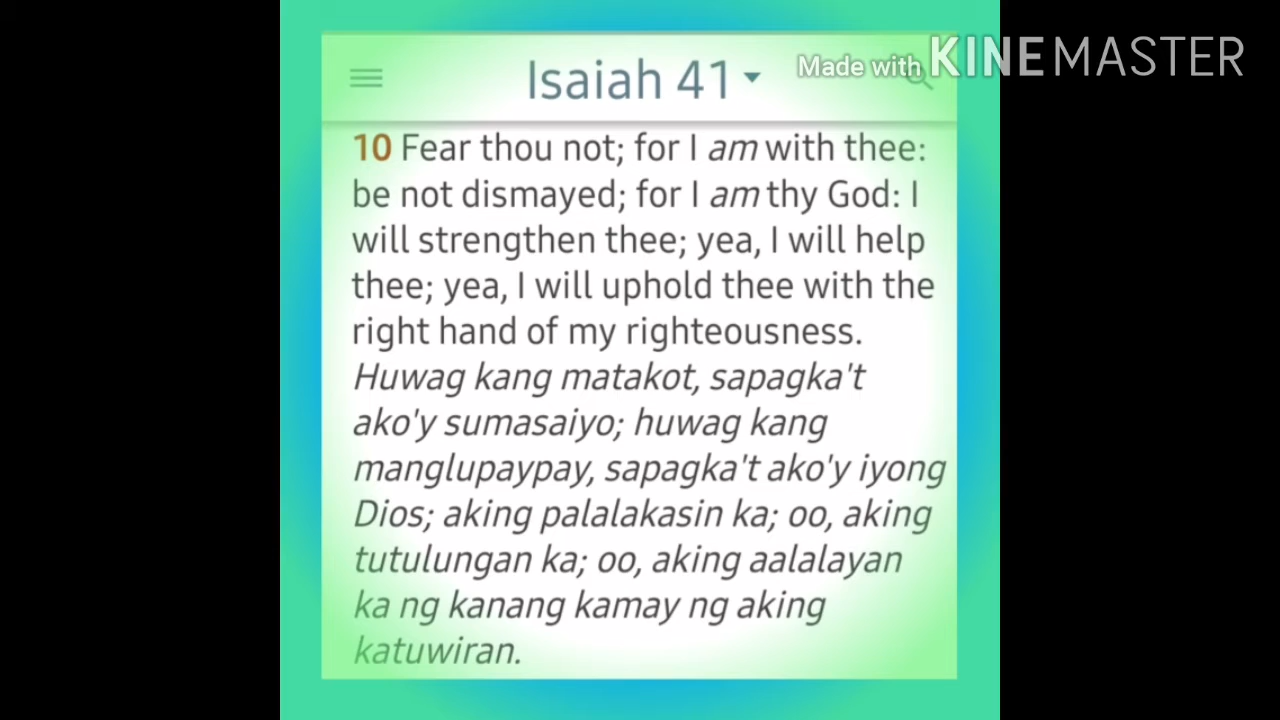 Made with KINEMASTER
Isaiah 41
10 Fear thou not; for I am with thee:
be not dismayed; for I am thy God: I
will strengthen thee; yea, I will help
thee; yea, I will uphold thee with the
right hand of my righteousness.
Huwag kang matakot, sapagka't
ako'y sumasaiyo; huwag kang
manglupaypay, sapagka't ako'y iyong
Dios; aking palalakasin ka; oo, aking
tutulungan ka; oo, aking aalalayan
ka ng kanang kamay ng aking
katuwiran.